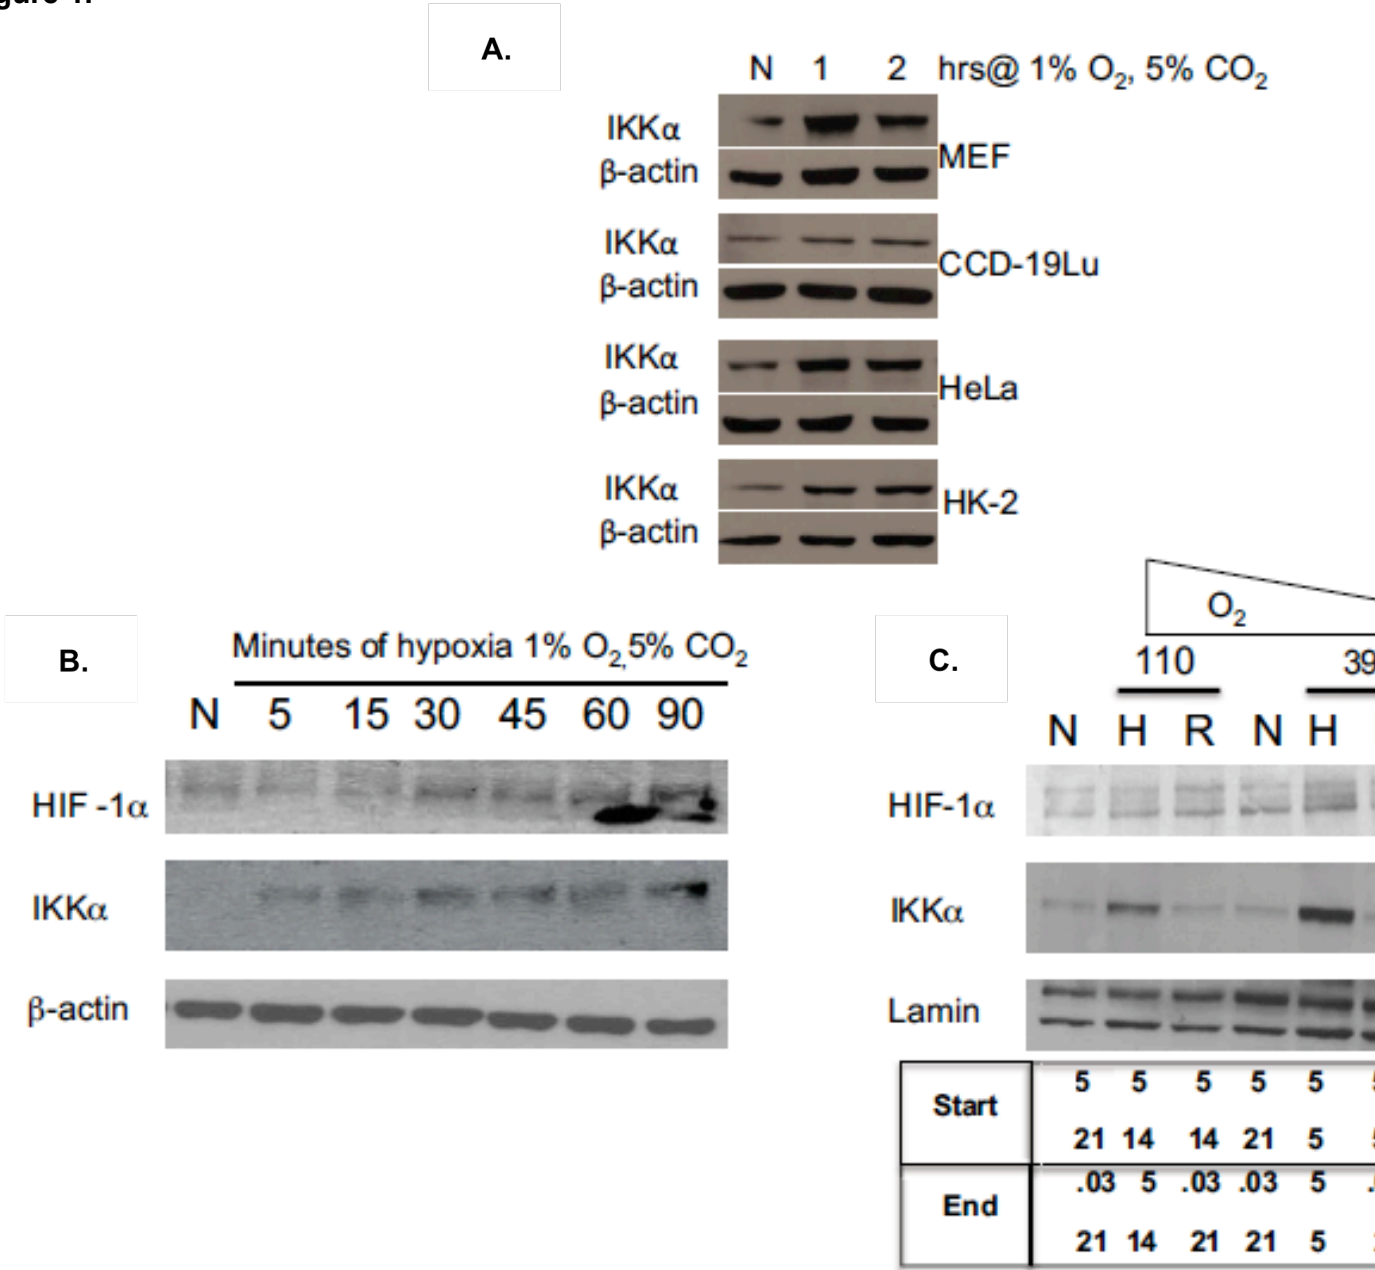 A.
N 1 2 hrs@ 1% O2, 5% CO2
IKKα
β-actin
MEF
IKKα
β-actin
CCD-19Lu
IKKα
β-actin
HeLa
IKKα
β-actin
HK-2
B.
Minutes of hypoxia 1% O2,5% CO2
N 5 15 30 45 60 90
HIF -1α
IKKα
β-actin
C.
O2
110 39
N H R N H
HIF-1α
IKKα
Lamin
Start
5 5 5 5 5
21 14 14 21 5
End
.03 5 .03 .03 5
21 14 21 21 5